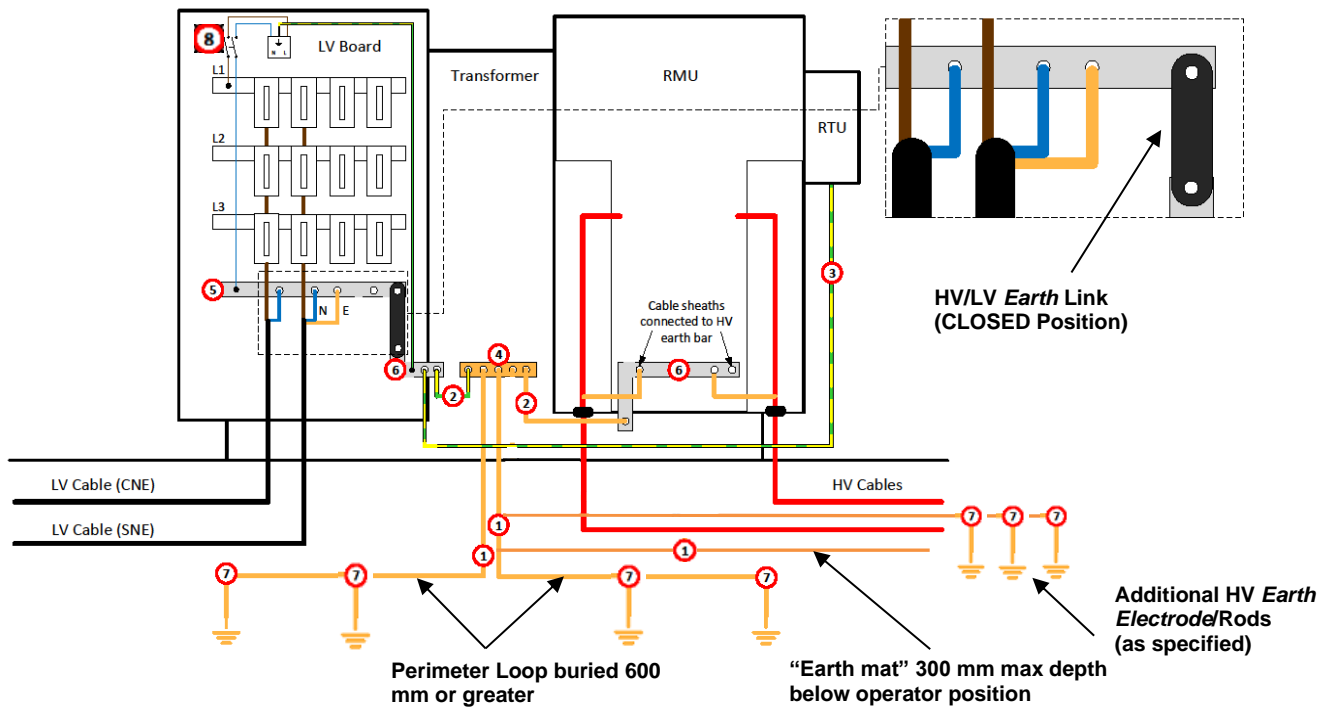 8
N L
LV Board
L1
L2
L3
5
N E
6
Transformer
4
2
2
RMU
RTU
3
Cable sheaths
connected to HV
earth bar
6
HV/LV Earth Link
(CLOSED Position)
LV Cable (CNE)
LV Cable (SNE)
HV Cables
1
1
1
7
7
7
7
7
7
7
Perimeter Loop buried 600
mm or greater
“Earth mat” 300 mm max depth
below operator position
Additional HV Earth
Electrode/Rods
(as specified)